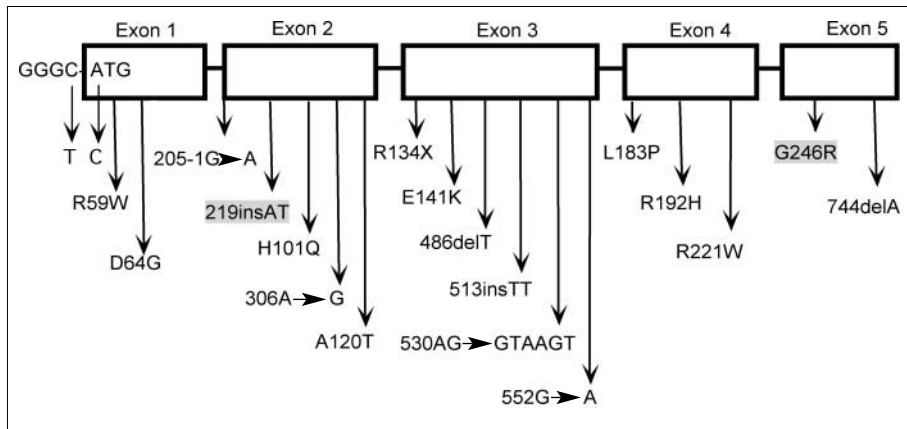 Exon 1 Exon 2 Exon 3 Exon 4 Exon 5
GGGC-ATG
T C
R59W
D64G
205-1G➤A
219insAT
H101Q
306A➤G
A120T
R134X
E141K
486delT
513insTT
530AG➤GTAAGT
552G➤A
L183P
R192H
R221W
G246R
744delA